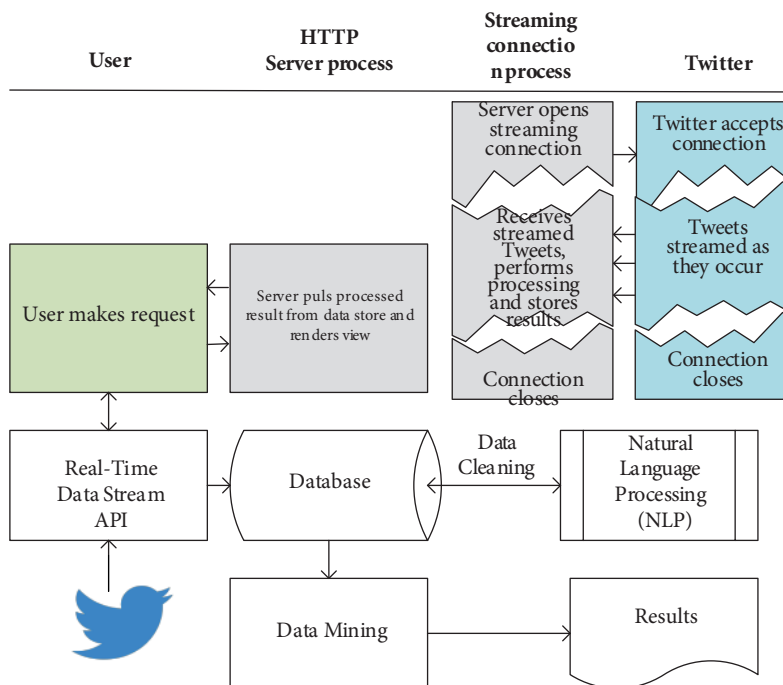 User
HTTP
Server process
Streaming
connectio
n process
Twitter
Server opens
streaming
connection
Twitter accepts
connection
Receives
streamed
Tweets,
performs
processing
and stores
results.
Tweets
streamed as
they occur
User makes request
Server puls processed
result from data store and
renders view
Connection
closes
Connection
closes
Real-Time
Data Stream
API
Database
Data
Cleaning
Natural
Language
Processing
(NLP)
Data Mining
Results